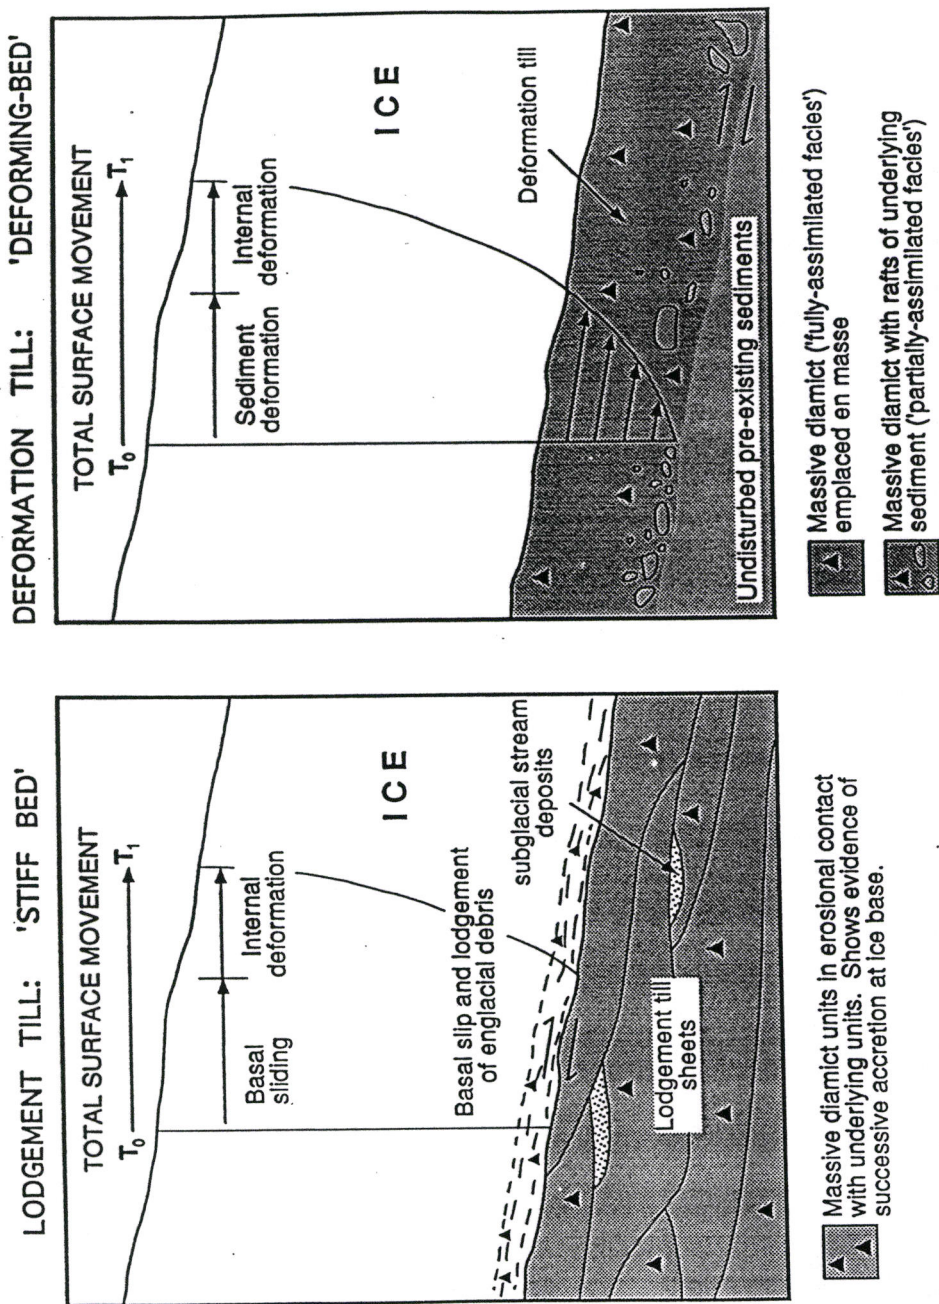 LODGEMENT TILL: 'STIFF BED'
TOTAL SURFACE MOVEMENT
T₀
T₁
Basal
sliding
Internal
deformation
ICE
Basal slip and lodgement
of englacial debris
subglacial stream
deposits
Lodgement till
sheets
Massive diamict units in erosional contact
with underlying units. Shows evidence of
successive accretion at ice base.
DEFORMATION TILL: 'DEFORMING-BED'
TOTAL SURFACE MOVEMENT
T₀
T₁
Sediment
deformation
Internal
deformation
ICE
Deformation till
Undisturbed pre-existing sediments
Massive diamict ('fully-assimilated facies')
emplaced en masse
Massive diamict with rafts of underlying
sediment ('partially-assimilated facies')